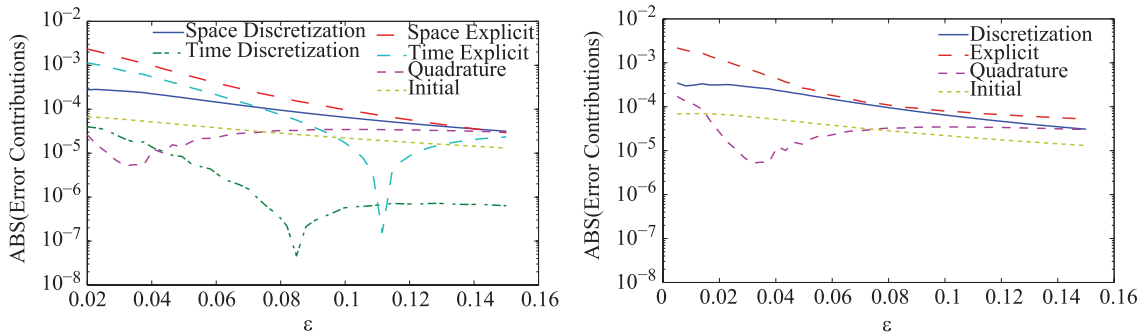 10⁻²
10⁻³
10⁻⁴
10⁻⁵
10⁻⁶
10⁻⁷
10⁻⁸
ABS(Error Contributions)
Space Discretization
Time Discretization
Space Explicit
Time Explicit
Quadrature
Initial
0.02 0.04 0.06 0.08 0.1 0.12 0.14 0.16
ε
10⁻²
10⁻³
10⁻⁴
10⁻⁵
10⁻⁶
10⁻⁷
10⁻⁸
ABS(Error Contributions)
Discretization
Explicit
Quadrature
Initial
0 0.02 0.04 0.06 0.08 0.1 0.12 0.14 0.16
ε